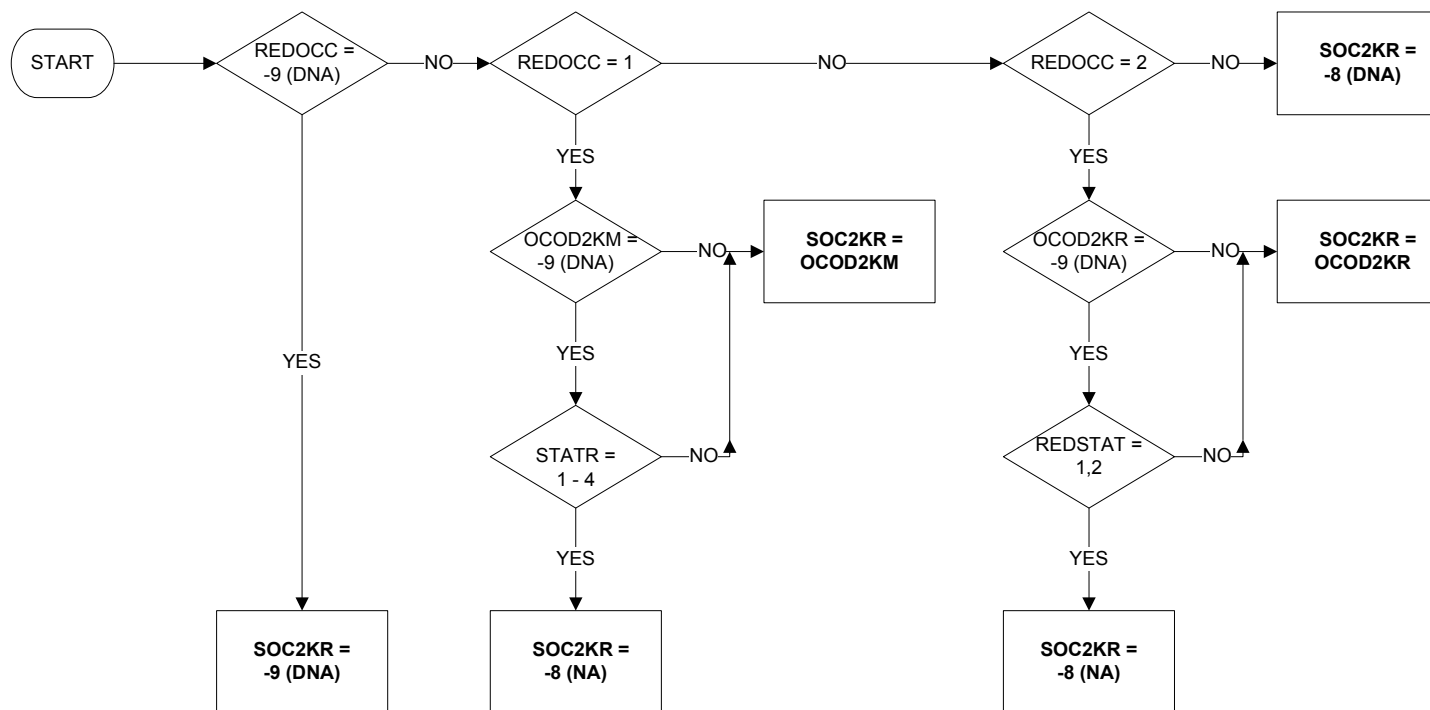 START
REDOCC =
-9 (DNA)
NO
REDOCC = 1
NO
REDOCC = 2
NO
SOC2KR =
-8 (DNA)
YES
YES
OCOD2KM =
-9 (DNA)
NO
SOC2KR =
OCOD2KM
OCOD2KR =
-9 (DNA)
NO
SOC2KR =
OCOD2KR
YES
YES
YES
STATR =
1 - 4
NO
REDSTAT =
1,2
NO
YES
YES
SOC2KR =
-9 (DNA)
SOC2KR =
-8 (NA)
SOC2KR =
-8 (NA)